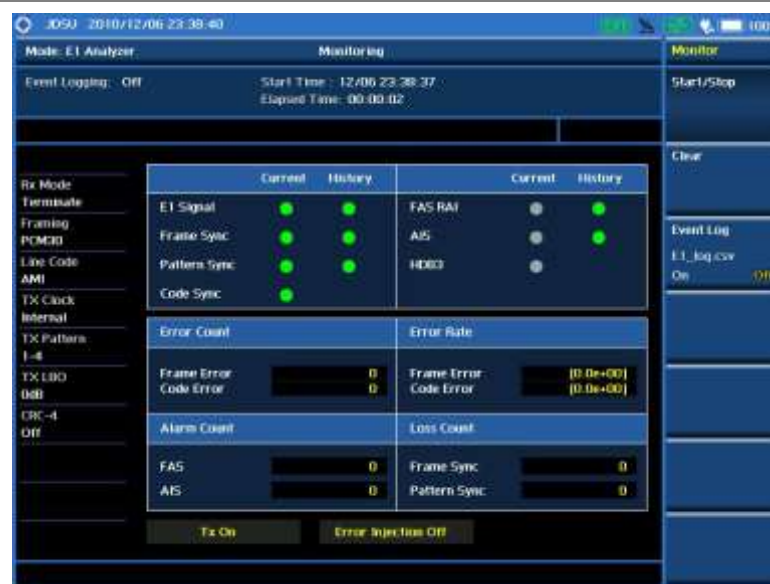 JDSU 2010/12/06 23:38:40
100
Mode: E1 Analyzer
Monitoring
Monitor
Event Logging: Off
Start Time : 12/06 23:38:37
Elapsed Time: 00:00:02
Start/Stop
Clear
Event Log
E1_log.csv
On Off
Rx Mode
Terminate
Framing
PCM30
Line Code
AMI
TX Clock
Internal
TX Pattern
1-4
TX LBO
0dB
CRC-4
Off
Current History
E1 Signal
Frame Sync
Pattern Sync
Code Sync
Current History
FAS RAI
AIS
HDB3
Error Count
Frame Error 0
Code Error 0
Error Rate
Frame Error (0.0e+00)
Code Error (0.0e+00)
Alarm Count
FAS 0
AIS 0
Loss Count
Frame Sync 0
Pattern Sync 0
Tx On
Error Injection Off